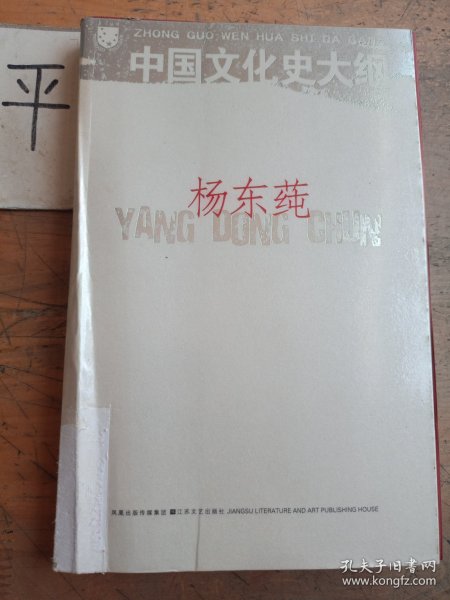 平
ZHONG GUO WEN HUA SHI DA GANG
中国文化史大纲
杨东莼
YANG DONG CHUN
凤凰出版传媒集团 江苏文艺出版社 JIANGSU LITERATURE AND ART PUBLISHING HOUSE
孔夫子旧书网
www.kongfz.com